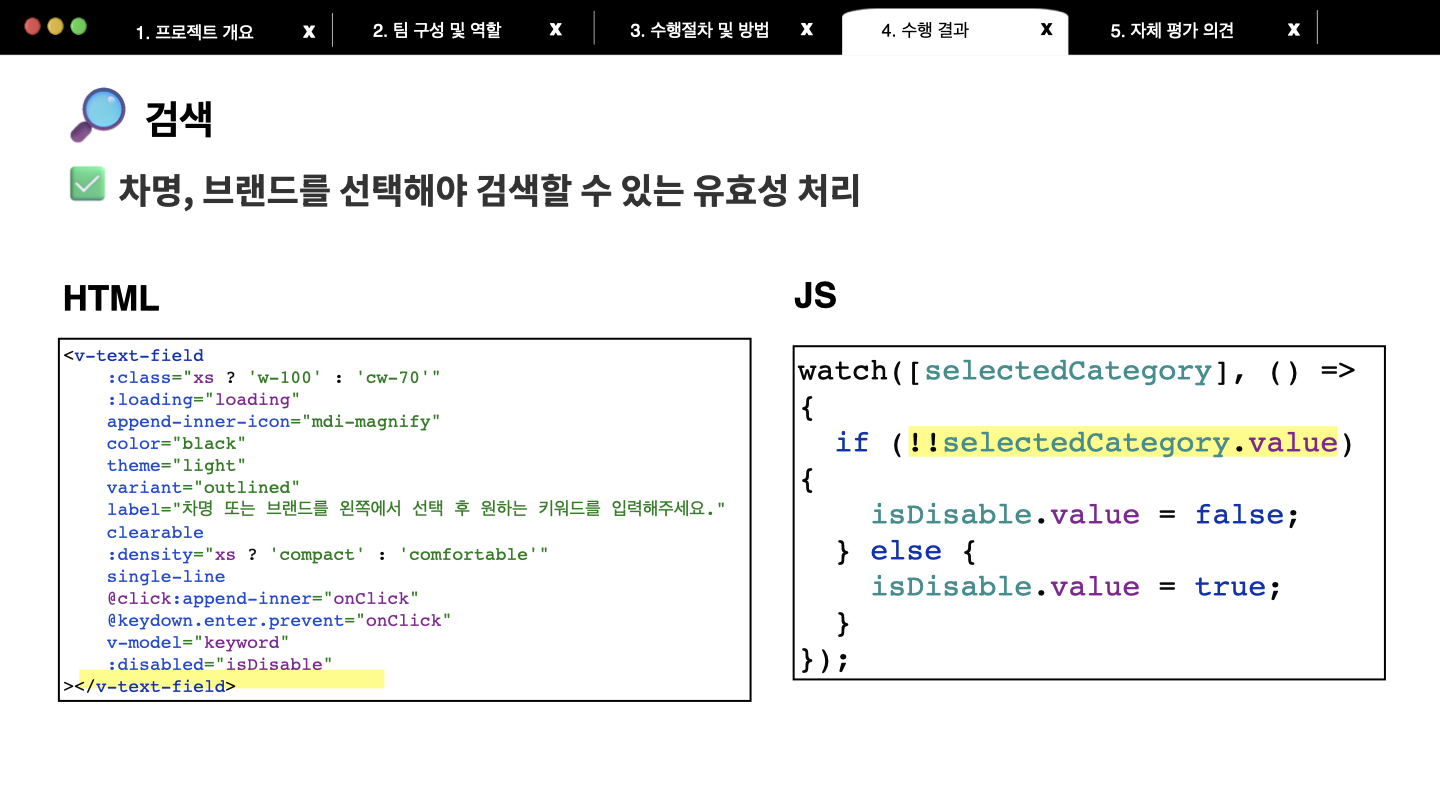 1. 프로젝트 개요 x 2. 팀 구성 및 역할 x 3. 수행절차 및 방법 x 4. 수행 결과 x 5. 자체 평가 의견 x
검색
차명, 브랜드를 선택해야 검색할 수 있는 유효성 처리
HTML
<v-text-field
:class="xs ? 'w-100' : 'cw-70'"
:loading="loading"
append-inner-icon="mdi-magnify"
color="black"
theme="light"
variant="outlined"
label="차명 또는 브랜드를 왼쪽에서 선택 후 원하는 키워드를 입력해주세요."
clearable
:density="xs ? 'compact' : 'comfortable'"
single-line
@click:append-inner="onClick"
@keydown.enter.prevent="onClick"
v-model="keyword"
:disabled="isDisable"
></v-text-field>
JS
watch([selectedCategory], () =>
{
if (!!selectedCategory.value)
{
isDisable.value = false;
} else {
isDisable.value = true;
}
});